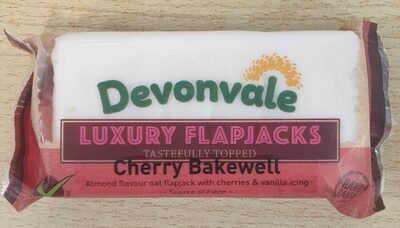 Devonvale
LUXURY FLAPJACKS
TASTEFULLY TOPPED
Cherry Bakewell
Almond flavour oat flapjack with cherries & vanilla icing
~ Source of Fibre ~